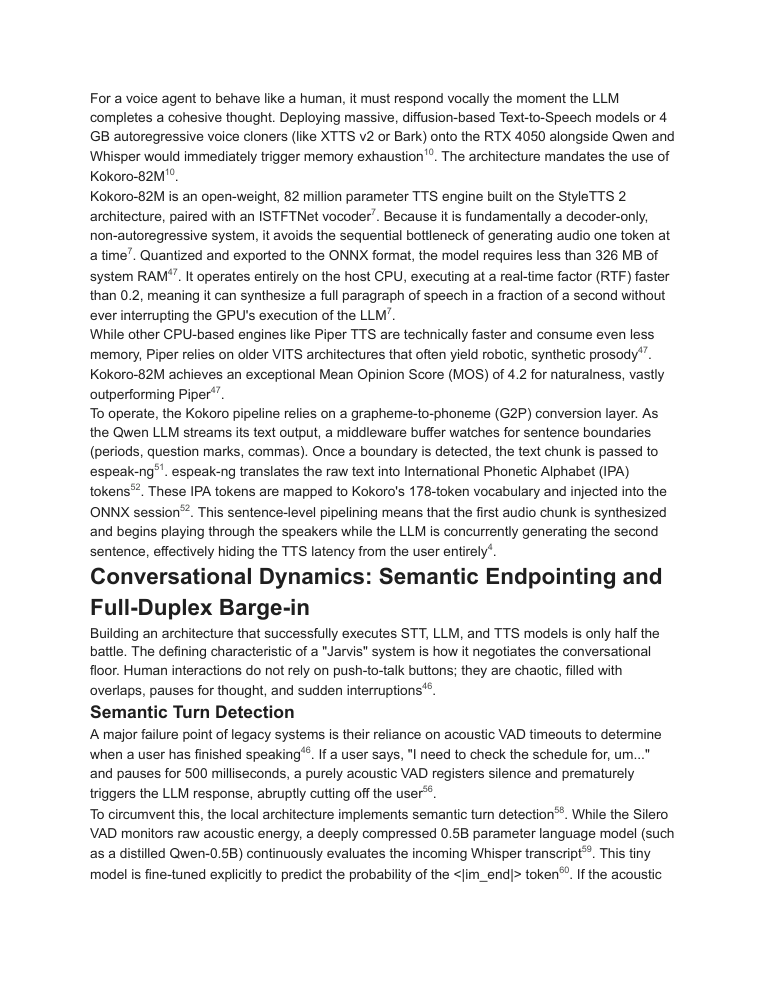 For a voice agent to behave like a human, it must respond vocally the moment the LLM
completes a cohesive thought. Deploying massive, diffusion-based Text-to-Speech models or 4
GB autoregressive voice cloners (like XTTS v2 or Bark) onto the RTX 4050 alongside Qwen and
Whisper would immediately trigger memory exhaustion10. The architecture mandates the use of
Kokoro-82M10.
Kokoro-82M is an open-weight, 82 million parameter TTS engine built on the StyleTTS 2
architecture, paired with an ISTFTNet vocoder7. Because it is fundamentally a decoder-only,
non-autoregressive system, it avoids the sequential bottleneck of generating audio one token at
a time7. Quantized and exported to the ONNX format, the model requires less than 326 MB of
system RAM47. It operates entirely on the host CPU, executing at a real-time factor (RTF) faster
than 0.2, meaning it can synthesize a full paragraph of speech in a fraction of a second without
ever interrupting the GPU's execution of the LLM7.
While other CPU-based engines like Piper TTS are technically faster and consume even less
memory, Piper relies on older VITS architectures that often yield robotic, synthetic prosody47.
Kokoro-82M achieves an exceptional Mean Opinion Score (MOS) of 4.2 for naturalness, vastly
outperforming Piper47.
To operate, the Kokoro pipeline relies on a grapheme-to-phoneme (G2P) conversion layer. As
the Qwen LLM streams its text output, a middleware buffer watches for sentence boundaries
(periods, question marks, commas). Once a boundary is detected, the text chunk is passed to
espeak-ng51. espeak-ng translates the raw text into International Phonetic Alphabet (IPA)
tokens52. These IPA tokens are mapped to Kokoro's 178-token vocabulary and injected into the
ONNX session52. This sentence-level pipelining means that the first audio chunk is synthesized
and begins playing through the speakers while the LLM is concurrently generating the second
sentence, effectively hiding the TTS latency from the user entirely4.
Conversational Dynamics: Semantic Endpointing and
Full-Duplex Barge-in
Building an architecture that successfully executes STT, LLM, and TTS models is only half the
battle. The defining characteristic of a "Jarvis" system is how it negotiates the conversational
floor. Human interactions do not rely on push-to-talk buttons; they are chaotic, filled with
overlaps, pauses for thought, and sudden interruptions46.
Semantic Turn Detection
A major failure point of legacy systems is their reliance on acoustic VAD timeouts to determine
when a user has finished speaking46. If a user says, "I need to check the schedule for, um..."
and pauses for 500 milliseconds, a purely acoustic VAD registers silence and prematurely
triggers the LLM response, abruptly cutting off the user56.
To circumvent this, the local architecture implements semantic turn detection58. While the Silero
VAD monitors raw acoustic energy, a deeply compressed 0.5B parameter language model (such
as a distilled Qwen-0.5B) continuously evaluates the incoming Whisper transcript59. This tiny
model is fine-tuned explicitly to predict the probability of the <|im_end|> token60. If the acoustic